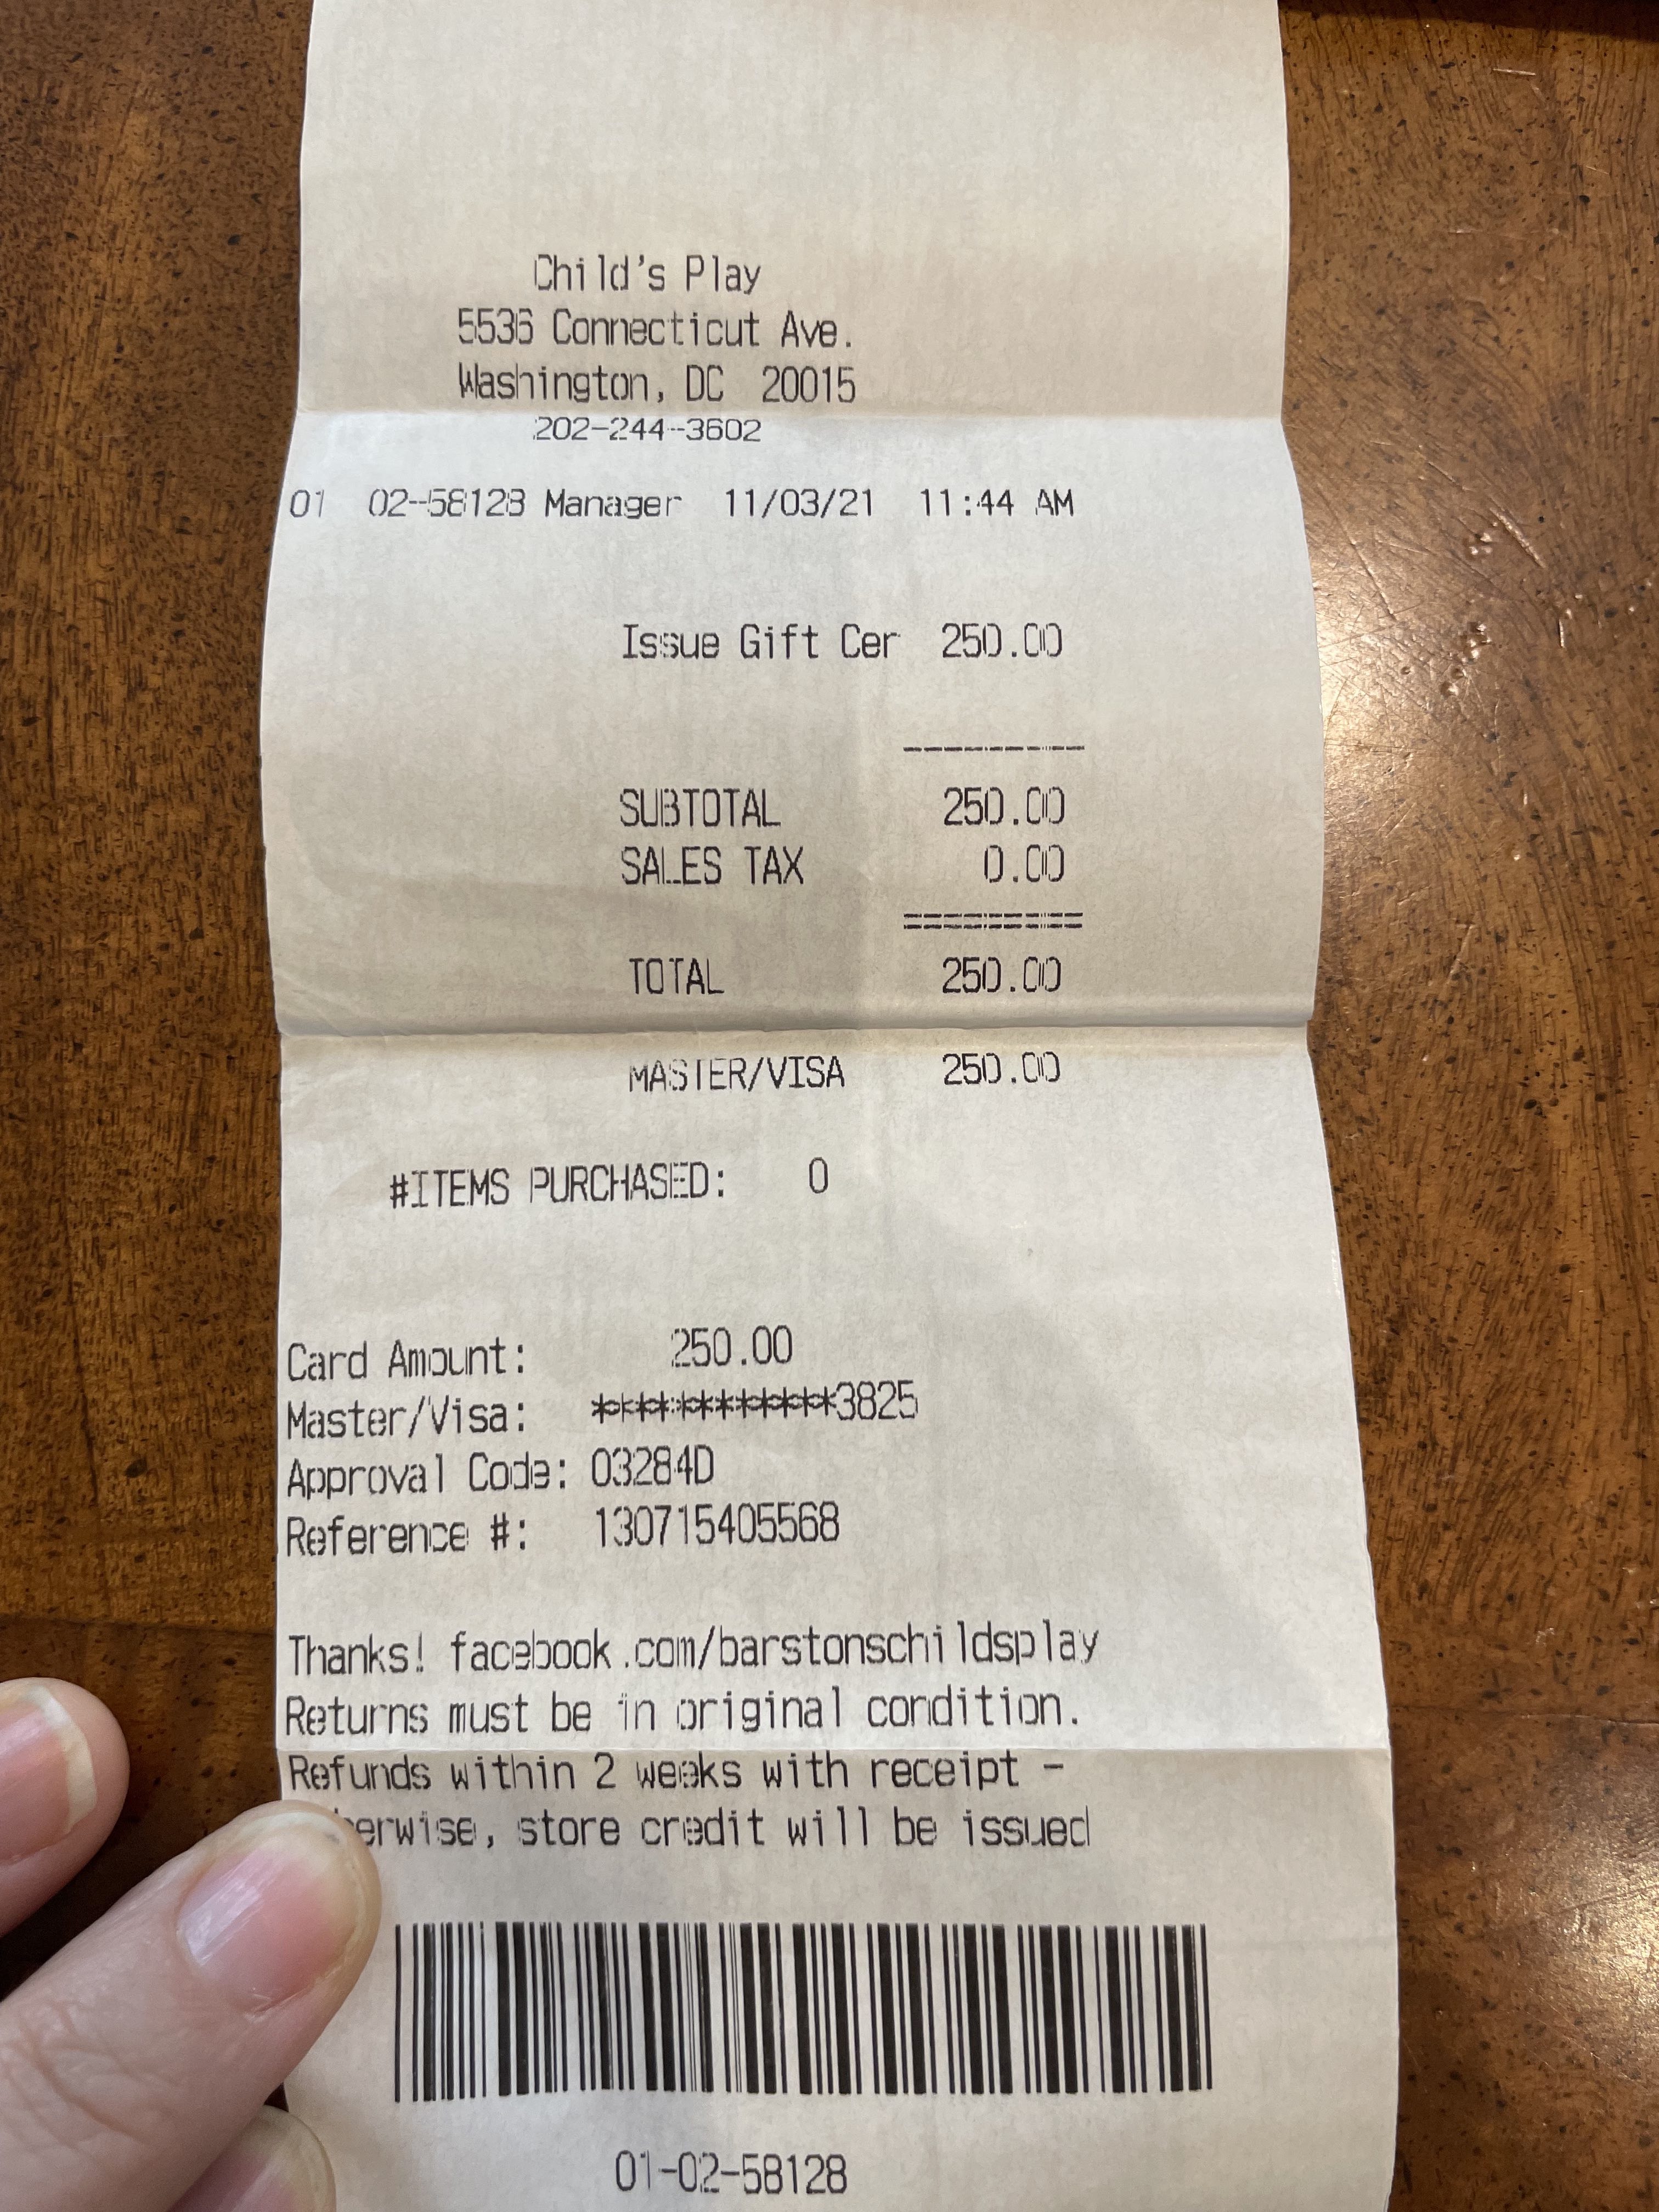 Child's Play
5536 Connecticut Ave.
Washington, DC 20015
202-244-3602
01 02-58128 Manager 11/03/21 11:44 AM
Issue Gift Cer 250.00
----------
SUBTOTAL 250.00
SALES TAX 0.00
==========
TOTAL 250.00
MASTER/VISA 250.00
#ITEMS PURCHASED: 0
Card Amount: 250.00
Master/Visa: ************3825
Approval Code: 03284D
Reference #: 130715405568
Thanks! facebook.com/barstonschildsplay
Returns must be in original condition.
Refunds within 2 weeks with receipt -
erwise, store credit will be issued
01-02-58128